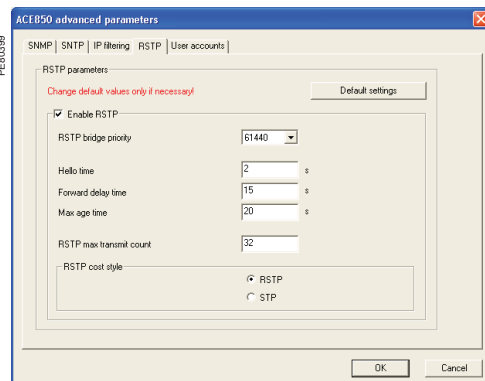 ACE850 advanced parameters
PE80399
SNMP SNTP IP filtering RSTP User accounts
RSTP parameters
Change default values only if necessary!
Default settings
Enable RSTP
RSTP bridge priority 61440
Hello time 2 s
Forward delay time 15 s
Max age time 20 s
RSTP max transmit count 32
RSTP cost style
RSTP
STP
OK Cancel